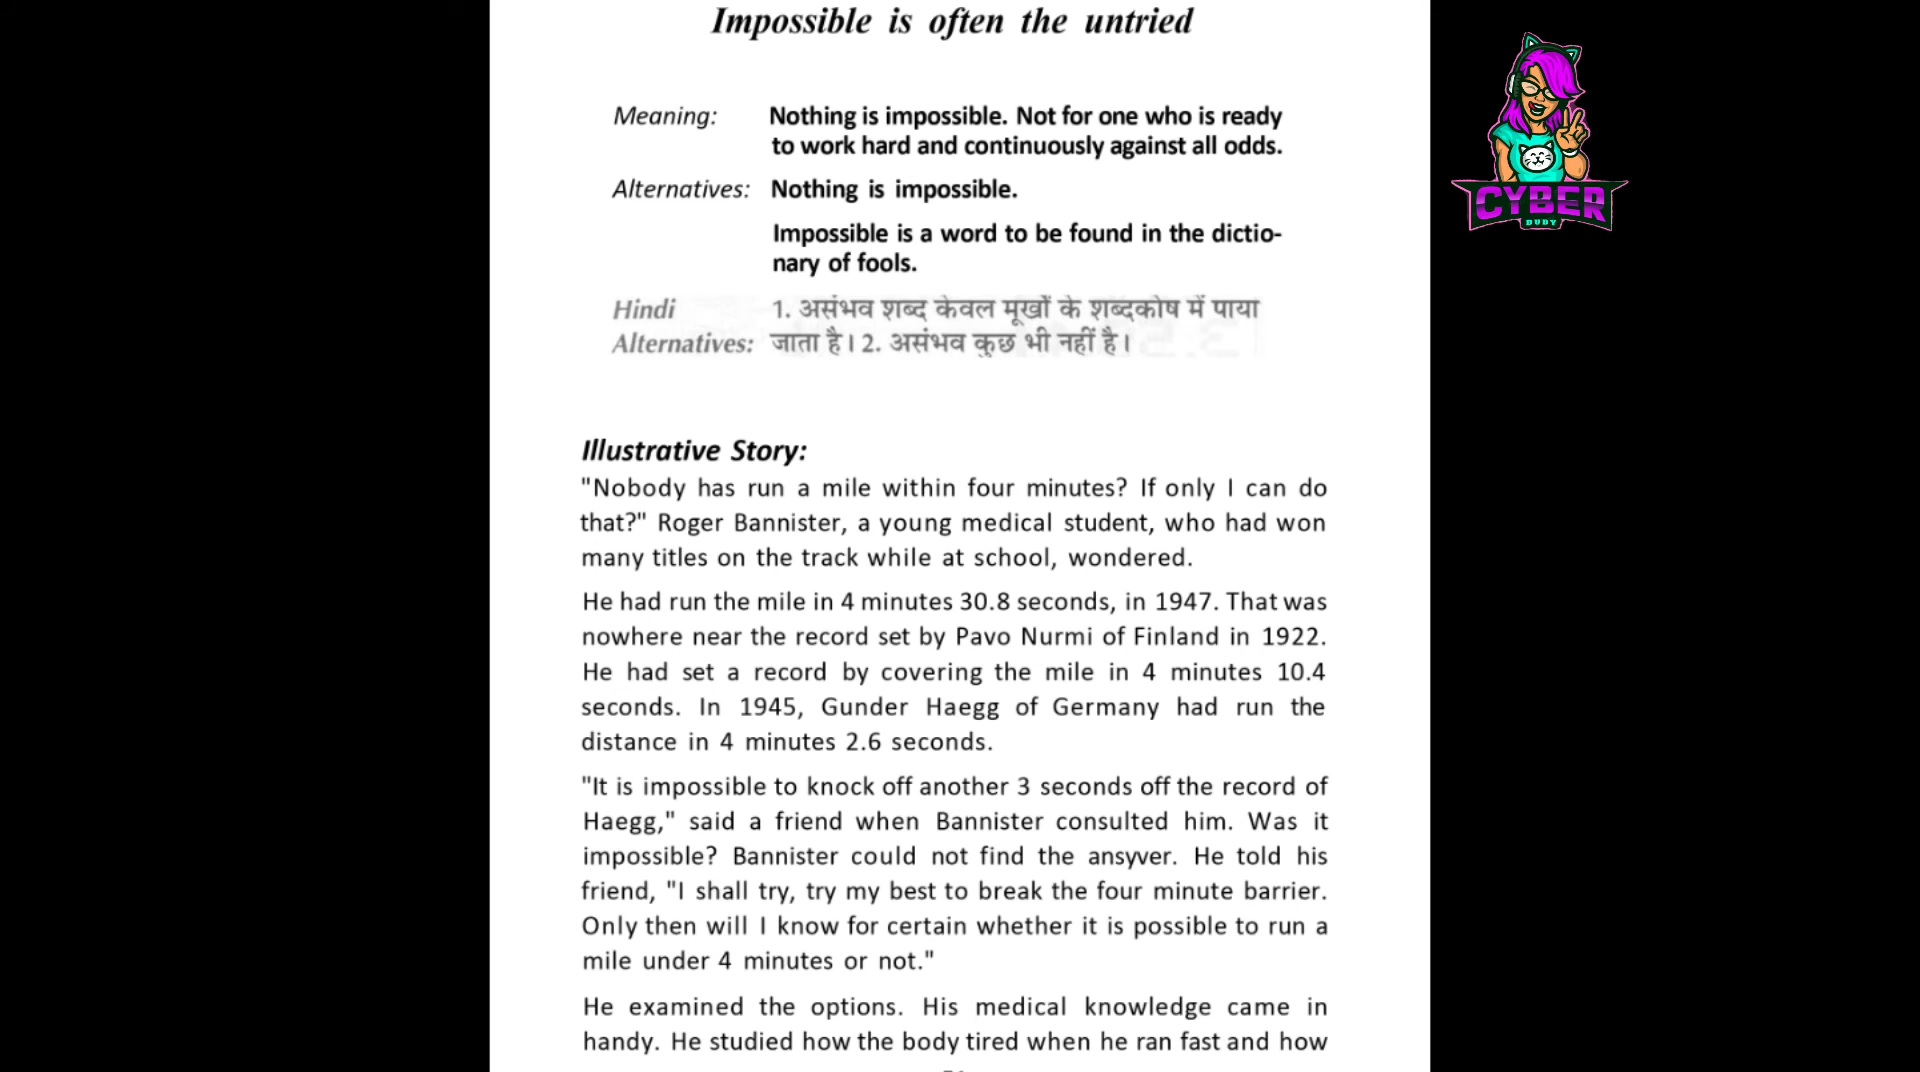 Impossible is often the untried
Meaning: Nothing is impossible. Not for one who is ready
to work hard and continuously against all odds.
Alternatives: Nothing is impossible.
Impossible is a word to be found in the dictio-
nary of fools.
Hindi 1. असंभव शब्द केवल मूर्खों के शब्दकोष में पाया
Alternatives: जाता है। 2. असंभव कुछ भी नहीं है।
Illustrative Story:
"Nobody has run a mile within four minutes? If only I can do
that?" Roger Bannister, a young medical student, who had won
many titles on the track while at school, wondered.
He had run the mile in 4 minutes 30.8 seconds, in 1947. That was
nowhere near the record set by Pavo Nurmi of Finland in 1922.
He had set a record by covering the mile in 4 minutes 10.4
seconds. In 1945, Gunder Haegg of Germany had run the
distance in 4 minutes 2.6 seconds.
"It is impossible to knock off another 3 seconds off the record of
Haegg," said a friend when Bannister consulted him. Was it
impossible? Bannister could not find the ansyver. He told his
friend, "I shall try, try my best to break the four minute barrier.
Only then will I know for certain whether it is possible to run a
mile under 4 minutes or not."
He examined the options. His medical knowledge came in
handy. He studied how the body tired when he ran fast and how
CYBER
DUDY